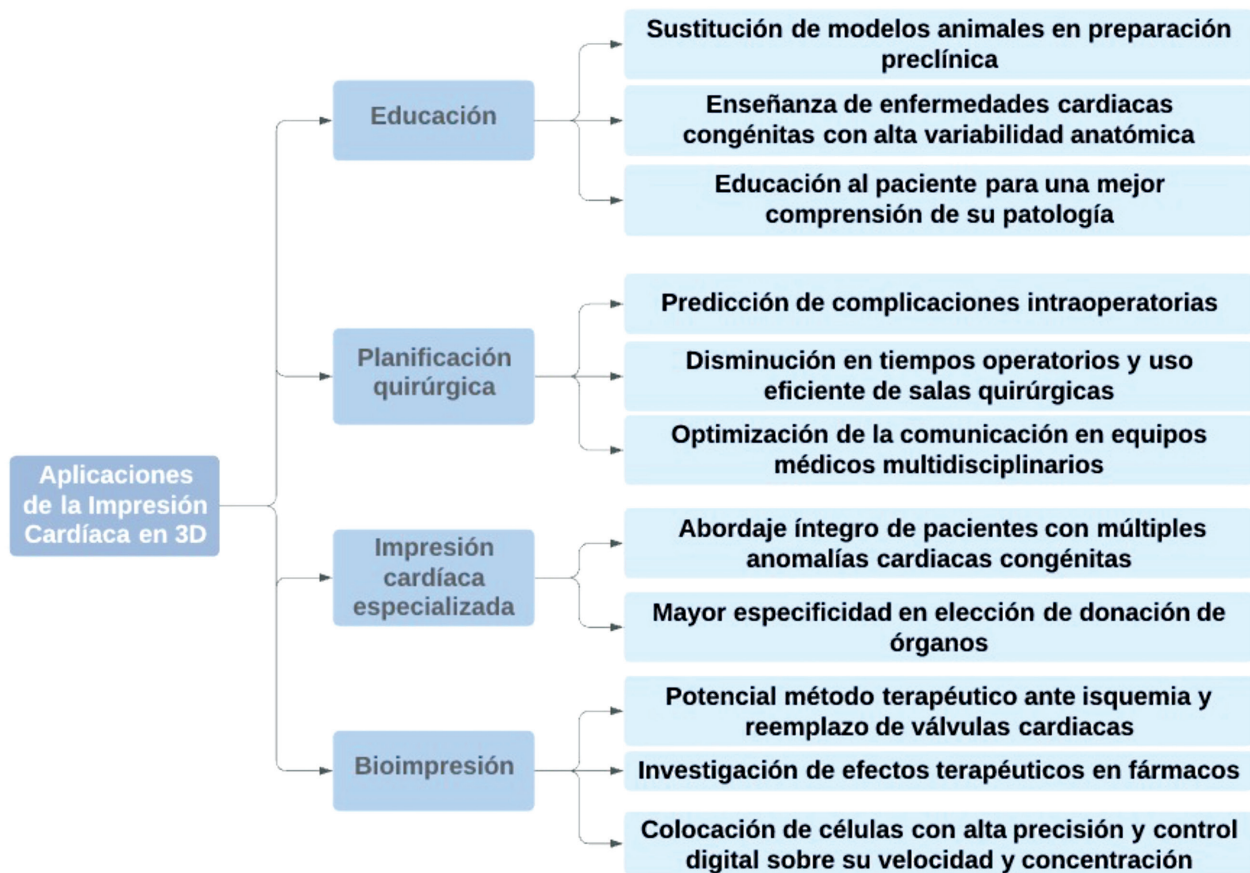 Aplicaciones
de la Impresión
Cardíaca en 3D
Educación
Sustitución de modelos animales en preparación
preclínica
Enseñanza de enfermedades cardiacas
congénitas con alta variabilidad anatómica
Educación al paciente para una mejor
comprensión de su patología
Planificación
quirúrgica
Predicción de complicaciones intraoperatorias
Disminución en tiempos operatorios y uso
eficiente de salas quirúrgicas
Optimización de la comunicación en equipos
médicos multidisciplinarios
Impresión
cardíaca
especializada
Abordaje íntegro de pacientes con múltiples
anomalías cardiacas congénitas
Mayor especificidad en elección de donación de
órganos
Bioimpresión
Potencial método terapéutico ante isquemia y
reemplazo de válvulas cardiacas
Investigación de efectos terapéuticos en fármacos
Colocación de células con alta precisión y control
digital sobre su velocidad y concentración